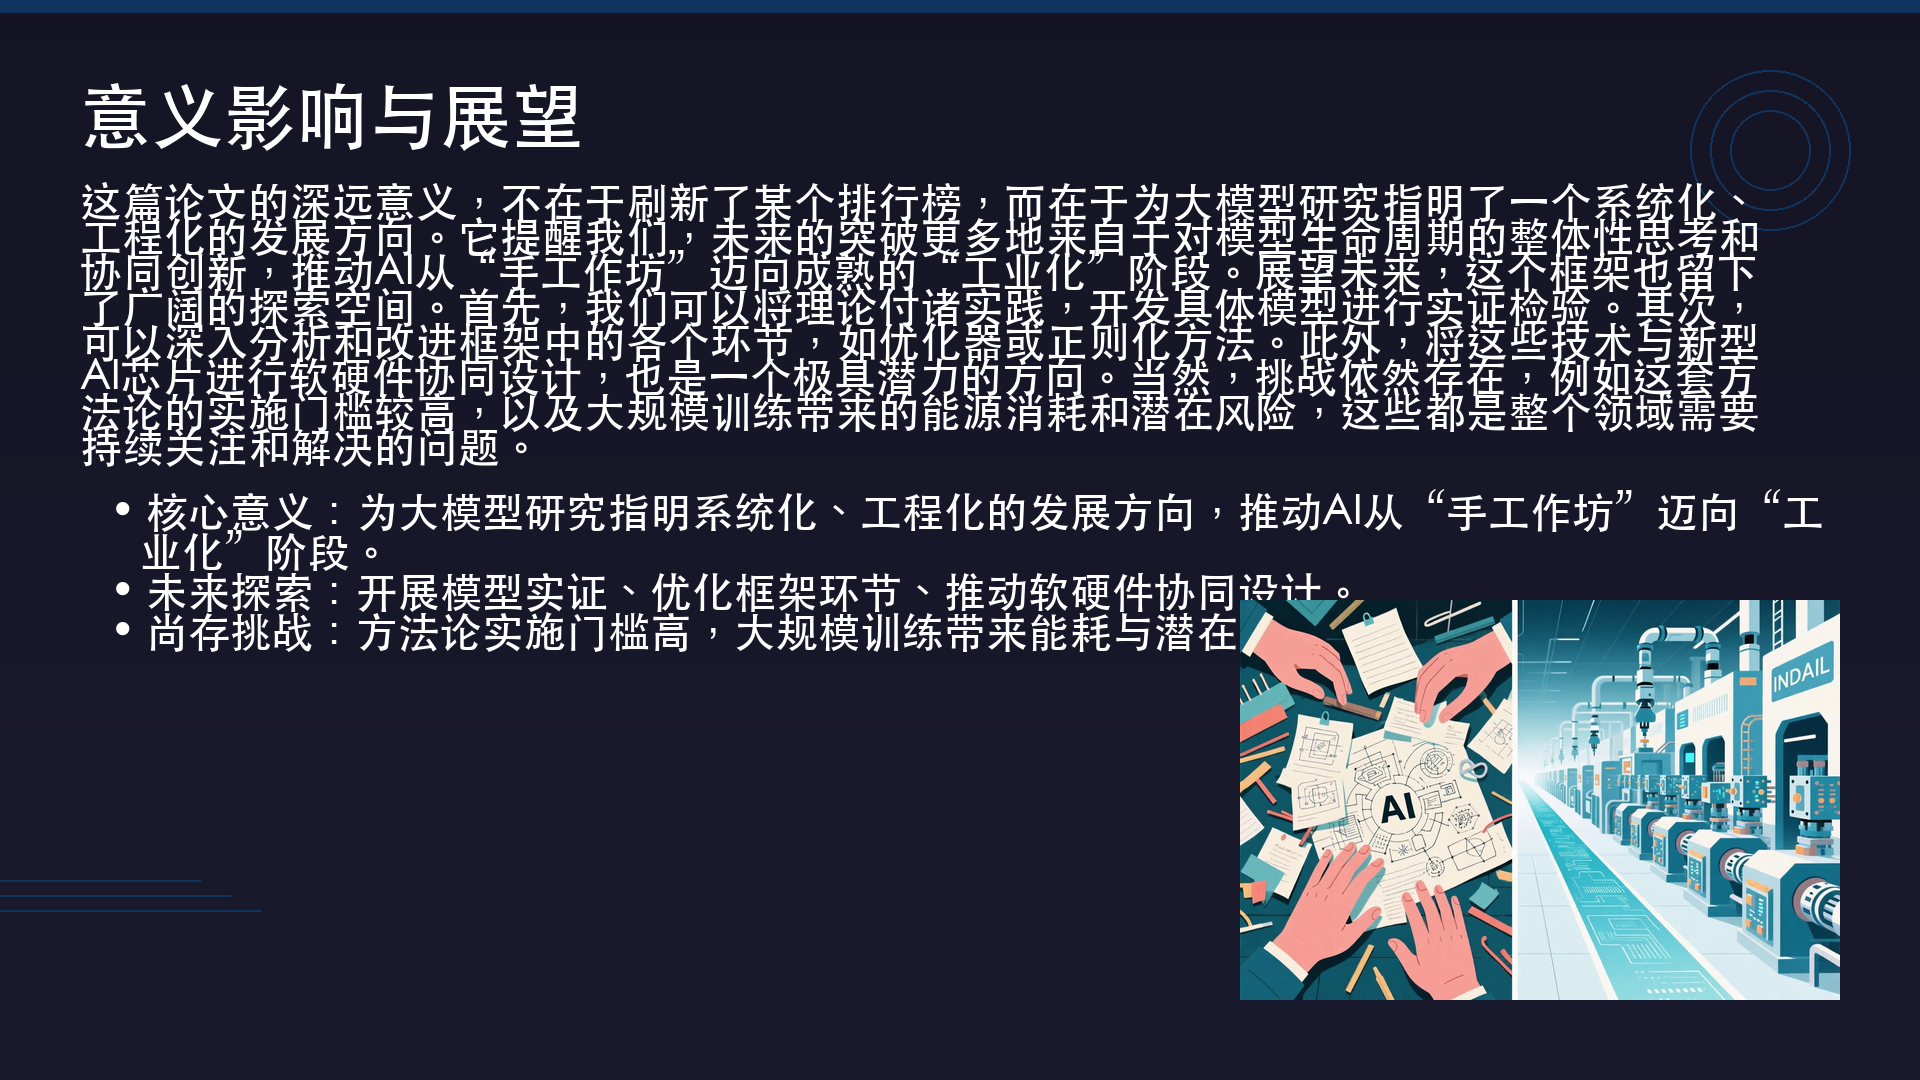 意义影响与展望
这篇论文的深远意义，不在于刷新了某个排行榜，而在于为大模型研究指明了一个系统化、
工程化的发展方向。它提醒我们，未来的突破更多地来自于对模型生命周期的整体性思考和
协同创新，推动AI从“手工作坊”迈向成熟的“工业化”阶段。展望未来，这个框架也留下
了广阔的探索空间。首先，我们可以将理论付诸实践，开发具体模型进行实证检验。其次，
可以深入分析和改进框架中的各个环节，如优化器或正则化方法。此外，将这些技术与新型
AI芯片进行软硬件协同设计，也是一个极具潜力的方向。当然，挑战依然存在，例如这套方
法论的实施门槛较高，以及大规模训练带来的能源消耗和潜在风险，这些都是整个领域需要
持续关注和解决的问题。
• 核心意义：为大模型研究指明系统化、工程化的发展方向，推动AI从“手工作坊”迈向“工
业化”阶段。
• 未来探索：开展模型实证、优化框架环节、推动软硬件协同设计。
• 尚存挑战：方法论实施门槛高，大规模训练带来能耗与潜在
AI
INDAIL